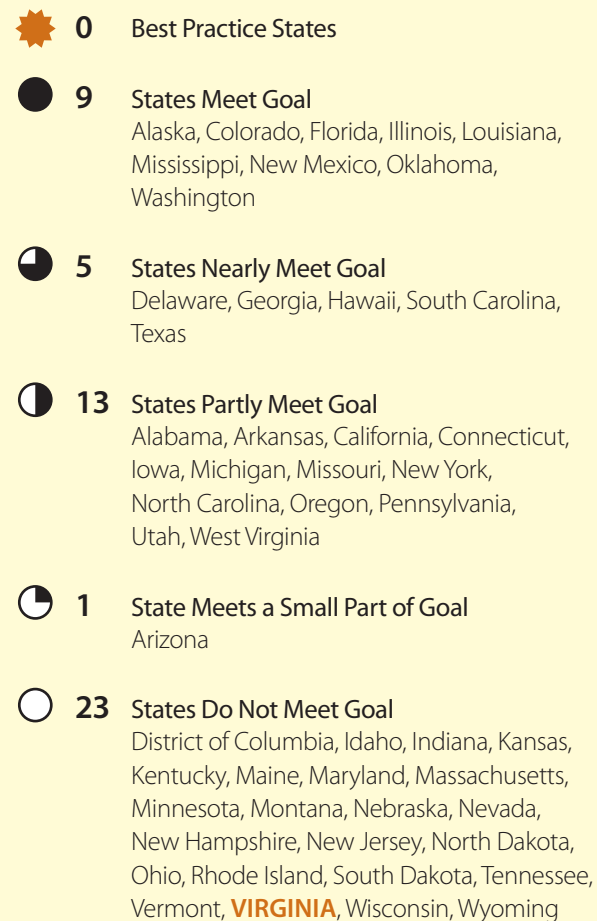 0 Best Practice States
9 States Meet Goal
Alaska, Colorado, Florida, Illinois, Louisiana,
Mississippi, New Mexico, Oklahoma,
Washington
5 States Nearly Meet Goal
Delaware, Georgia, Hawaii, South Carolina,
Texas
13 States Partly Meet Goal
Alabama, Arkansas, California, Connecticut,
Iowa, Michigan, Missouri, New York,
North Carolina, Oregon, Pennsylvania,
Utah, West Virginia
1 State Meets a Small Part of Goal
Arizona
23 States Do Not Meet Goal
District of Columbia, Idaho, Indiana, Kansas,
Kentucky, Maine, Maryland, Massachusetts,
Minnesota, Montana, Nebraska, Nevada,
New Hampshire, New Jersey, North Dakota,
Ohio, Rhode Island, South Dakota, Tennessee,
Vermont, VIRGINIA, Wisconsin, Wyoming